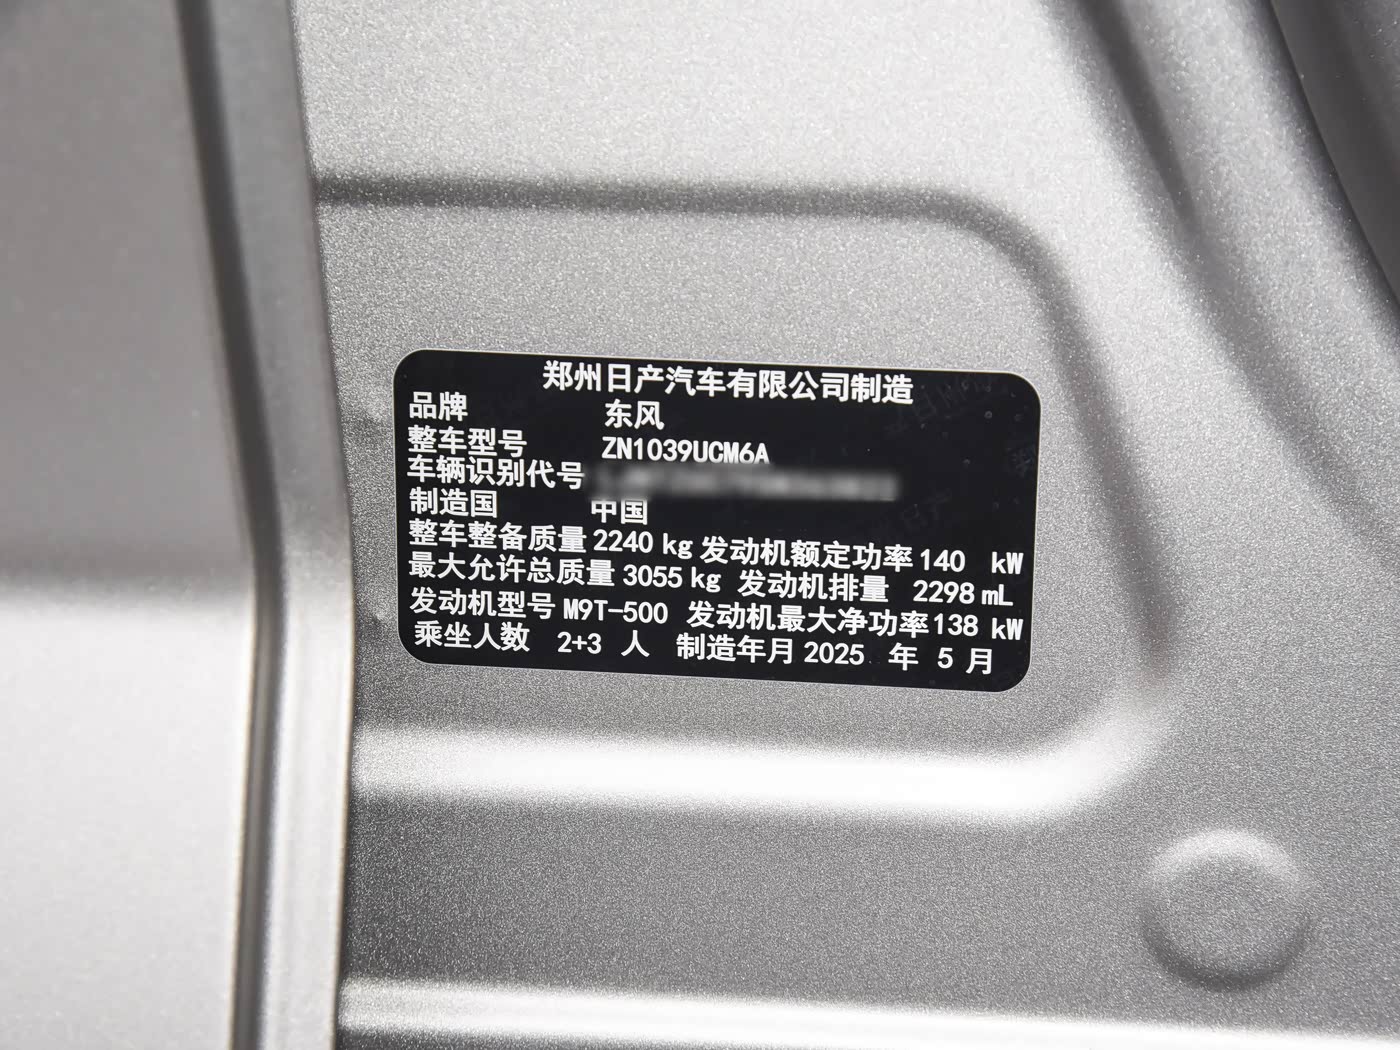 郑州日产汽车有限公司制造
品牌 东风
整车型号 ZN1039UCM6A
车辆识别代号
制造国 中国
整车整备质量 2240 kg 发动机额定功率 140 kW
最大允许总质量 3055 kg 发动机排量 2298 mL
发动机型号 M9T-500 发动机最大净功率 138 kW
乘坐人数 2+3 人 制造年月 2025 年 5 月